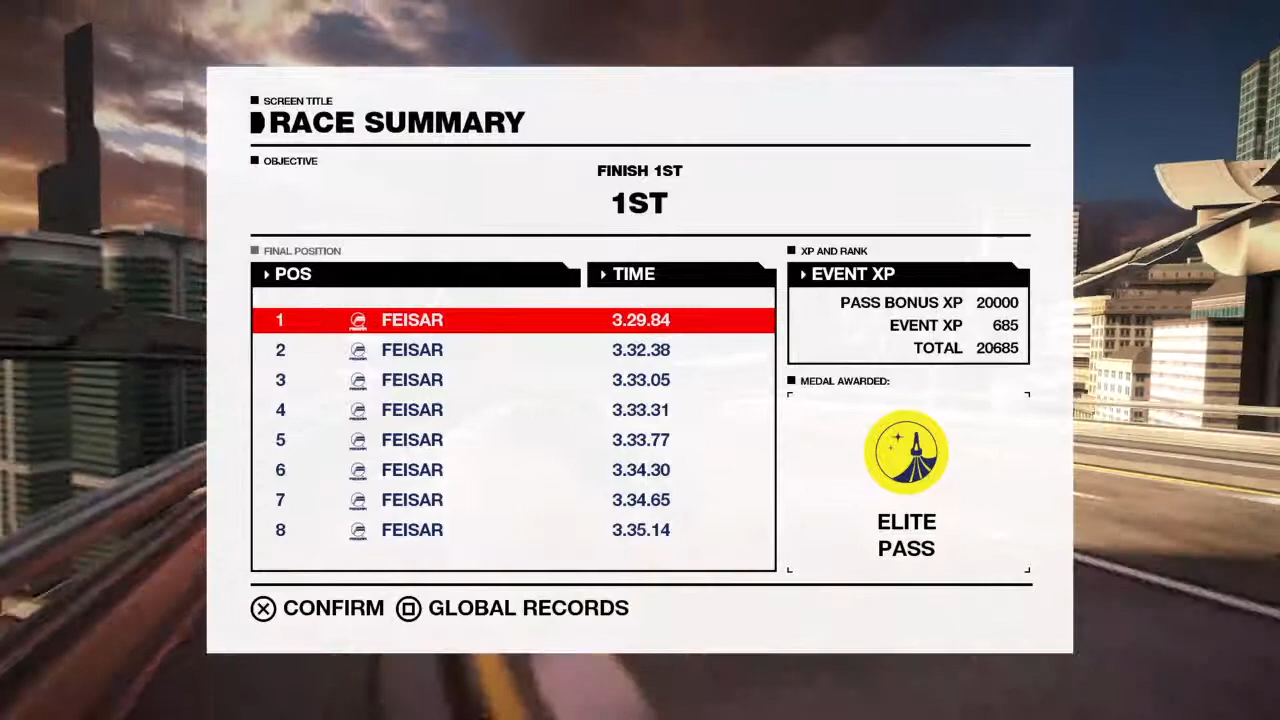 SCREEN TITLE
RACE SUMMARY
OBJECTIVE
FINISH 1ST
1ST
FINAL POSITION
POS TIME
1 FEISAR 3.29.84
2 FEISAR 3.32.38
3 FEISAR 3.33.05
4 FEISAR 3.33.31
5 FEISAR 3.33.77
6 FEISAR 3.34.30
7 FEISAR 3.34.65
8 FEISAR 3.35.14
XP AND RANK
EVENT XP
PASS BONUS XP 20000
EVENT XP 685
TOTAL 20685
MEDAL AWARDED:
ELITE
PASS
CONFIRM GLOBAL RECORDS